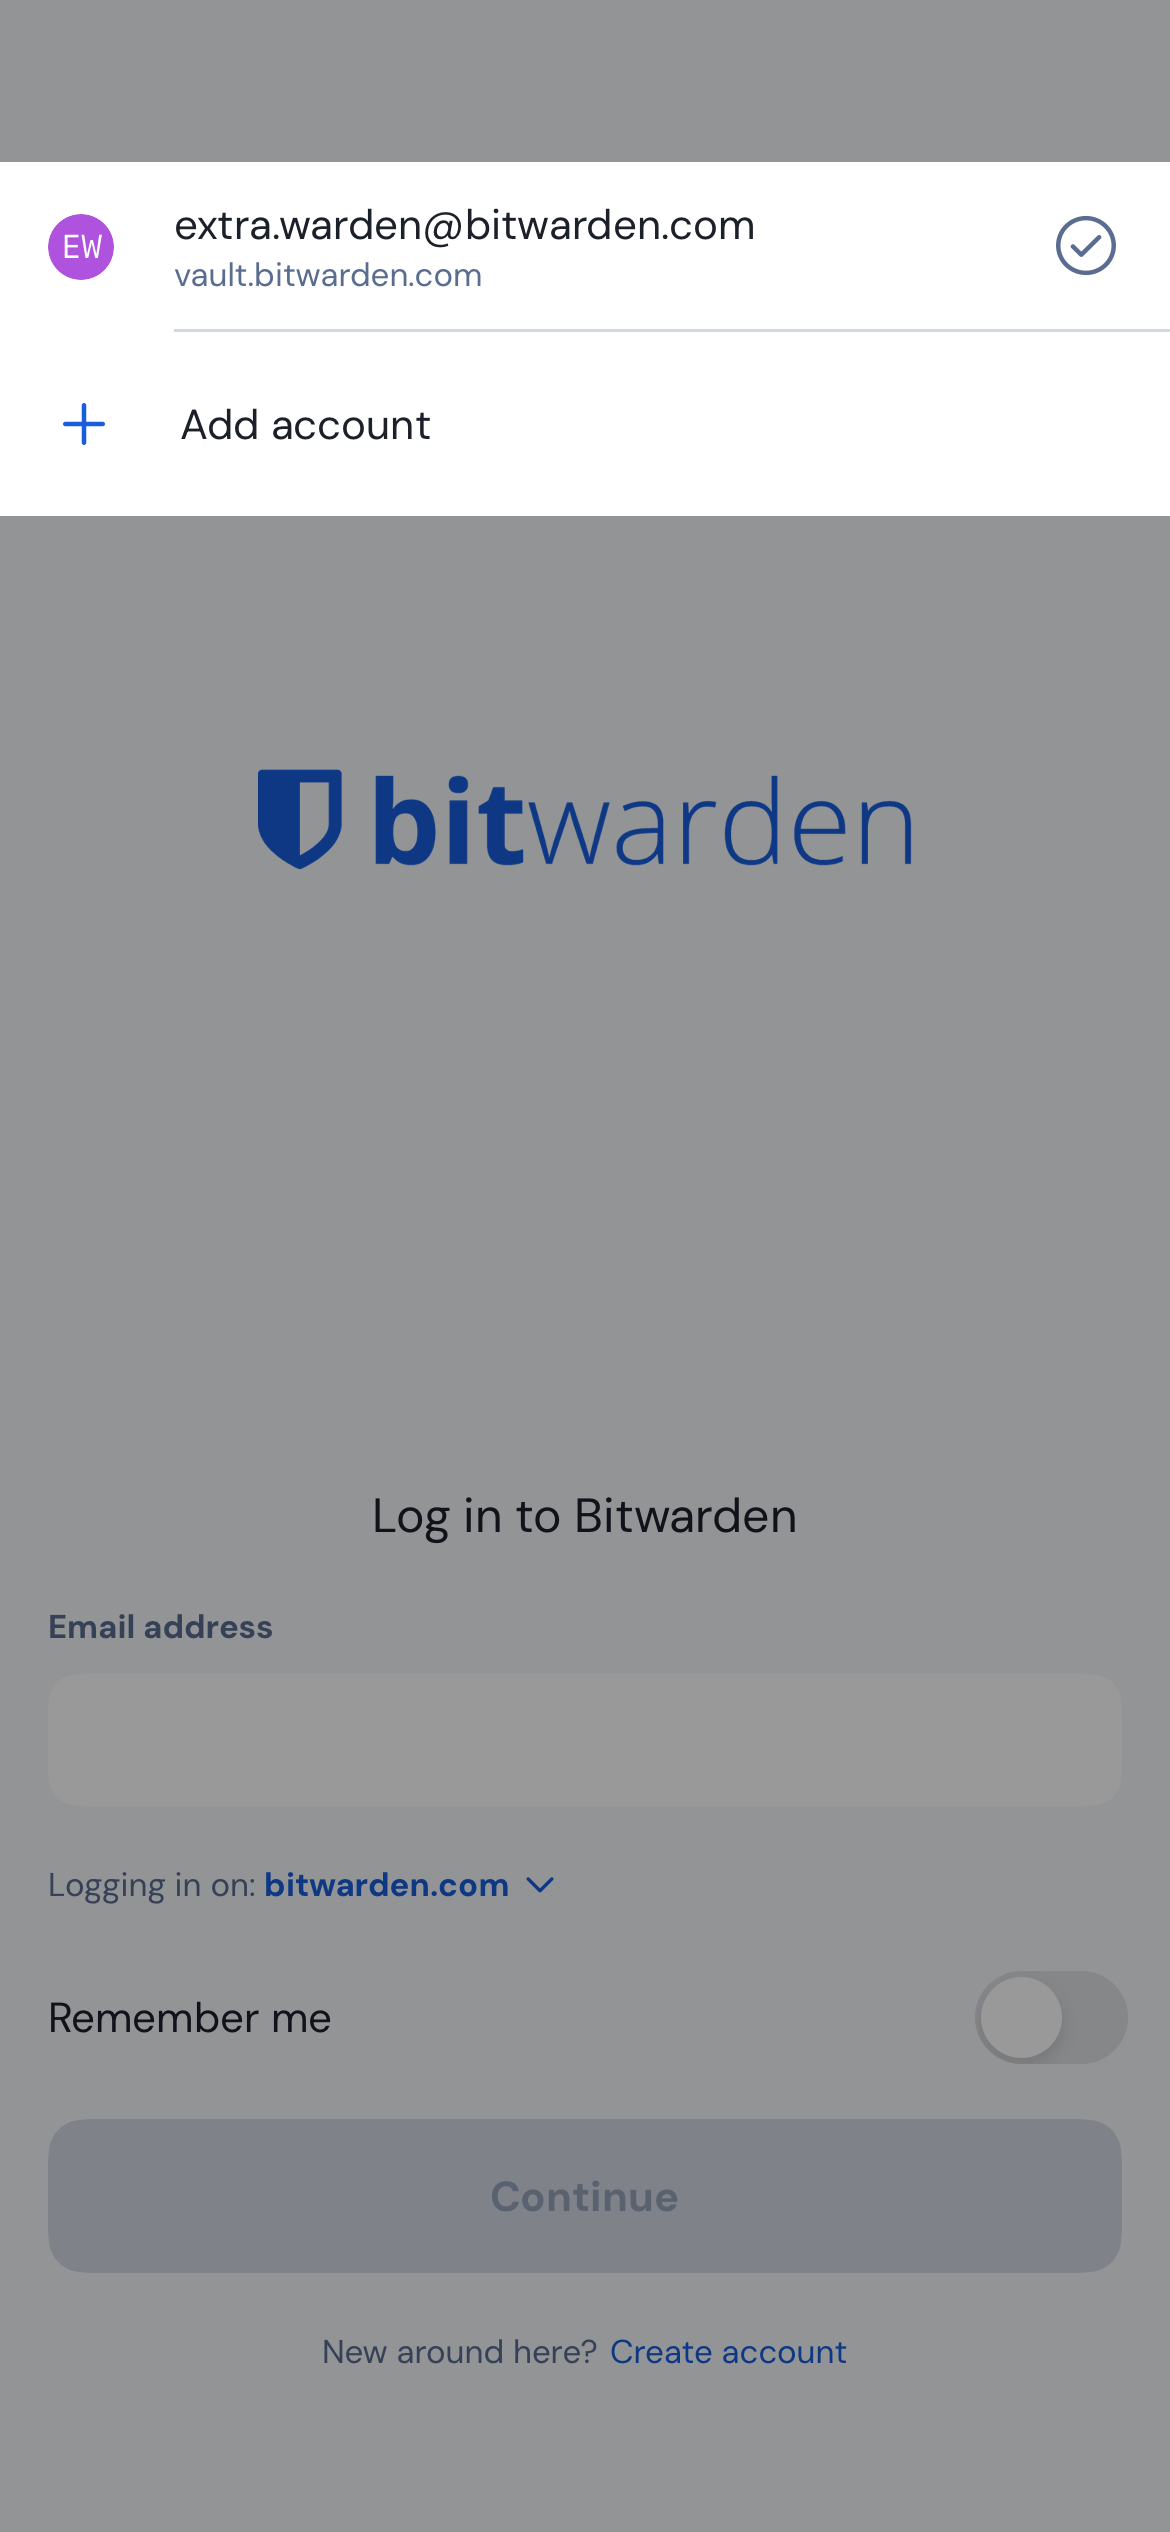 EW
extra.warden@bitwarden.com
vault.bitwarden.com
Add account
bitwarden
Log in to Bitwarden
Email address
Logging in on: bitwarden.com
Remember me
Continue
New around here? Create account